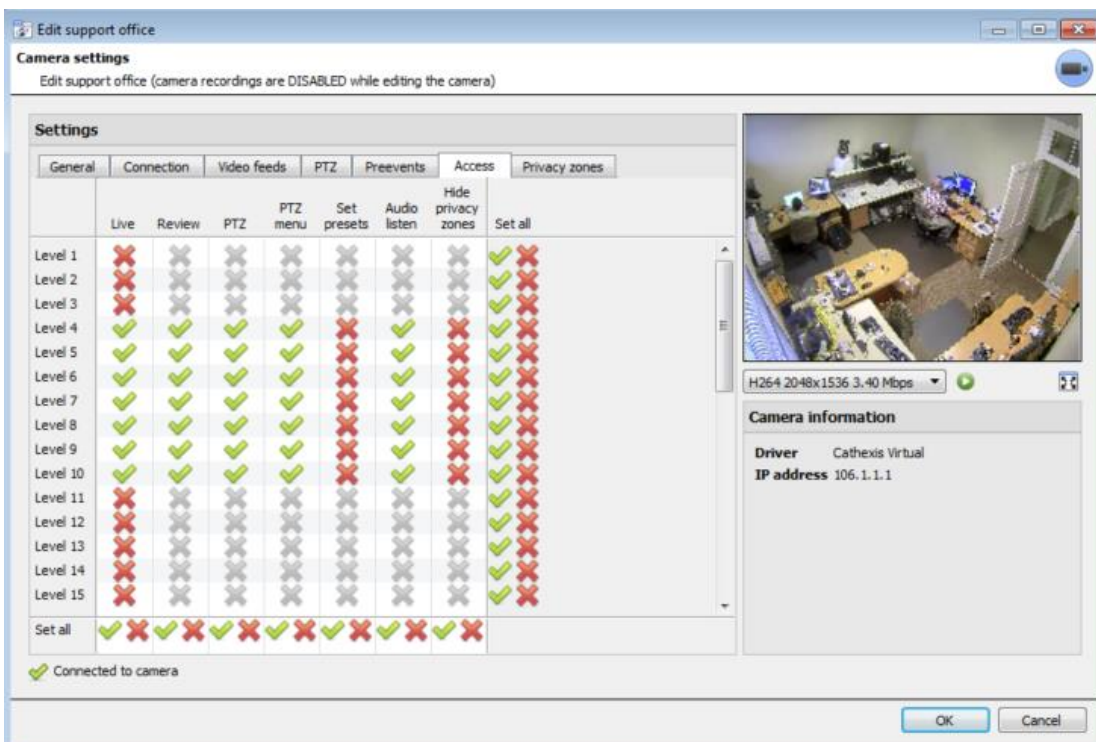 Edit support office
Camera settings
Edit support office (camera recordings are DISABLED while editing the camera)
Settings
General Connection Video feeds PTZ Preevents Access Privacy zones
Live Review PTZ PTZ menu Set presets Audio listen Hide privacy zones Set all
Level 1
Level 2
Level 3
Level 4
Level 5
Level 6
Level 7
Level 8
Level 9
Level 10
Level 11
Level 12
Level 13
Level 14
Level 15
Set all
Connected to camera
H264 2048x1536 3.40 Mbps
Camera information
Driver Cathexis Virtual
IP address 106.1.1.1
OK Cancel